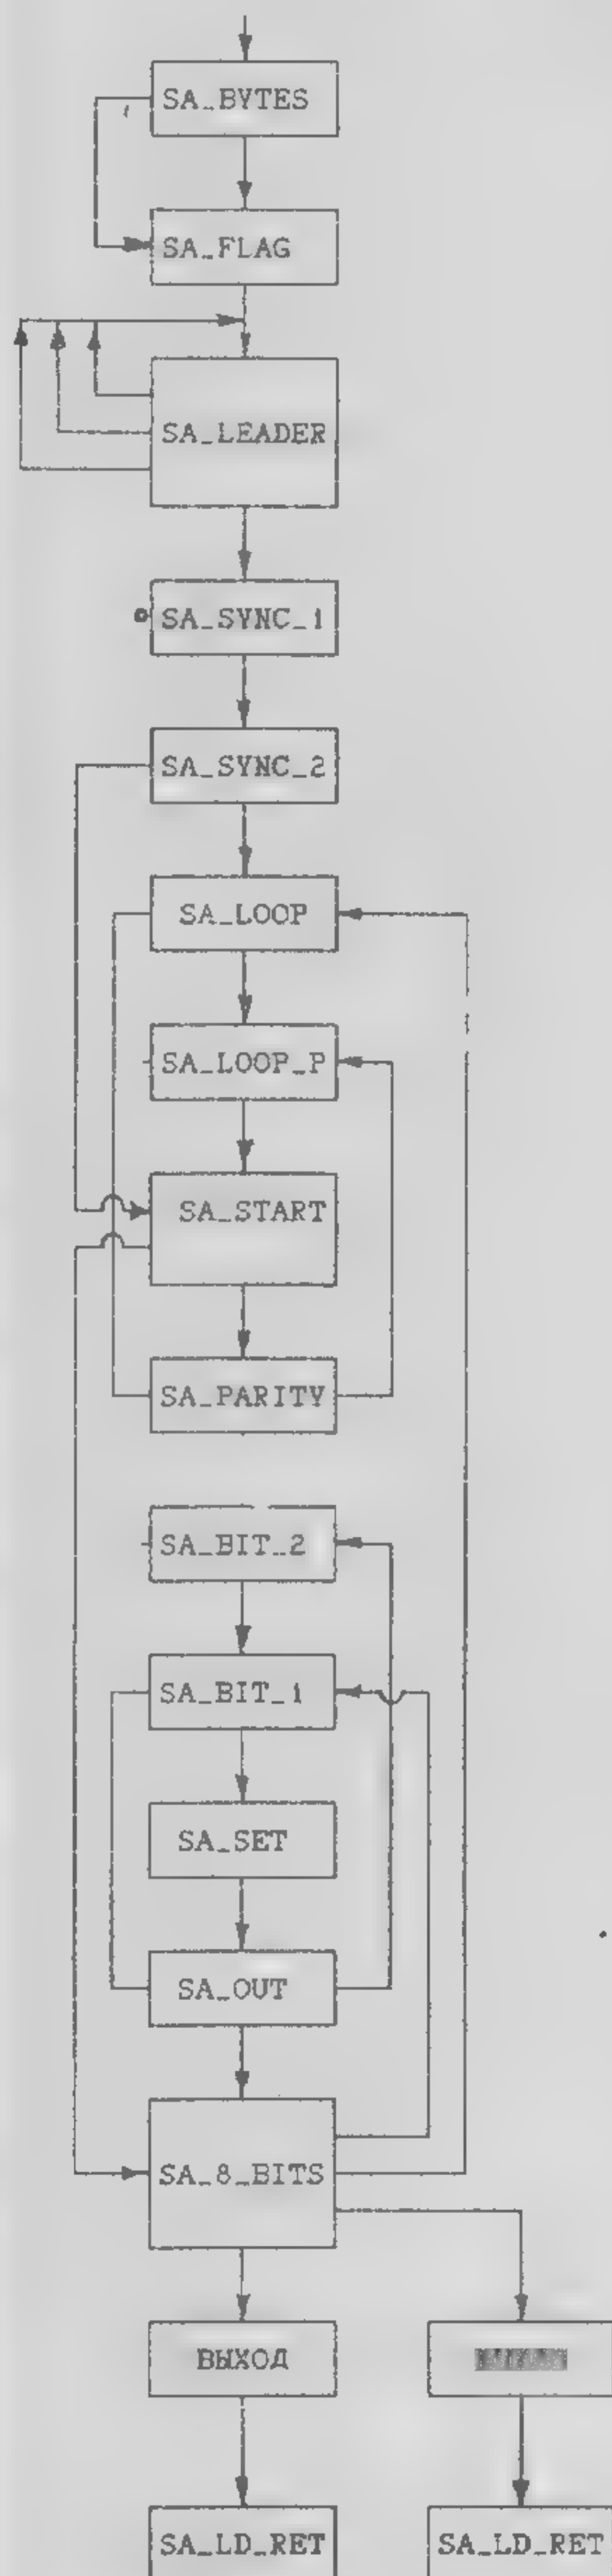 SA_BYTES
SA_FLAG
SA_LEADER
SA_SYNC_1
SA_SYNC_2
SA_LOOP
SA_LOOP_P
SA_START
SA_PARITY
SA_BIT_2
SA_BIT_1
SA_SET
SA_OUT
SA_8_BITS
ВЫХОД
SA_LD_RET
SA_LD_RET